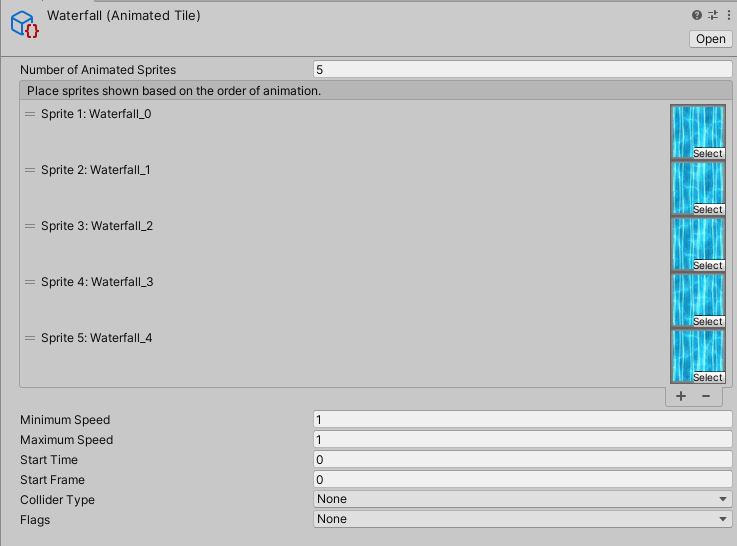 Waterfall (Animated Tile)
Open
Number of Animated Sprites 5
Place sprites shown based on the order of animation.
Sprite 1: Waterfall_0
Select
Sprite 2: Waterfall_1
Select
Sprite 3: Waterfall_2
Select
Sprite 4: Waterfall_3
Select
Sprite 5: Waterfall_4
Select
+ −
Minimum Speed 1
Maximum Speed 1
Start Time 0
Start Frame 0
Collider Type None
Flags None